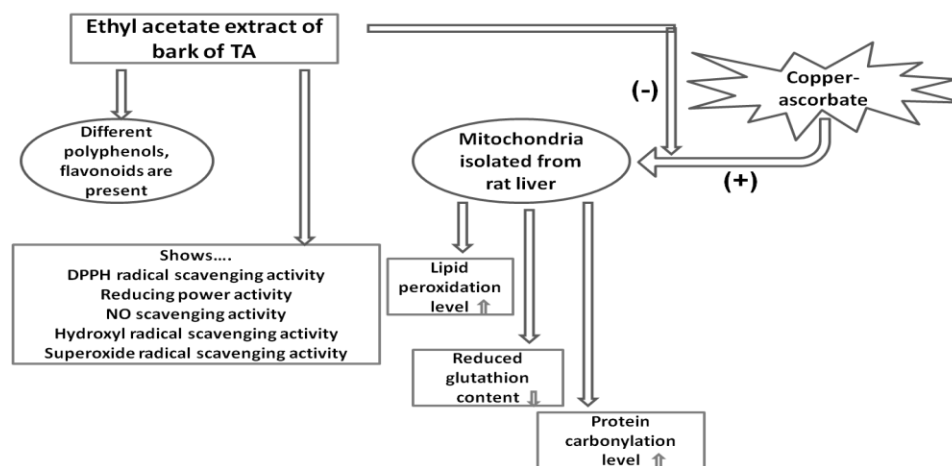 Ethyl acetate extract of
bark of TA
(-)
Copper-
ascorbate
Different
polyphenols,
flavonoids are
present
Mitochondria
isolated from
rat liver
(+)
Shows....
DPPH radical scavenging activity
Reducing power activity
NO scavenging activity
Hydroxyl radical scavenging activity
Superoxide radical scavenging activity
Lipid
peroxidation
level
Reduced
glutathion
content
Protein
carbonylation
level